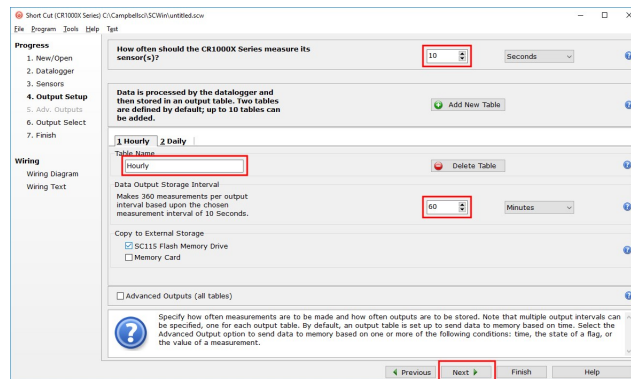 Short Cut (CR1000X Series) C:\Campbellsci\SCWin\untitled.scw
File Program Tools Help Test
Progress
1. New/Open
2. Datalogger
3. Sensors
4. Output Setup
5. Adv. Outputs
6. Output Select
7. Finish
Wiring
Wiring Diagram
Wiring Text
How often should the CR1000X Series measure its
sensor(s)?
10 Seconds
Data is processed by the datalogger and
then stored in an output table. Two tables
are defined by default; up to 10 tables can
be added.
Add New Table
1 Hourly 2 Daily
Table Name
Hourly
Delete Table
Data Output Storage Interval
Makes 360 measurements per output
interval based upon the chosen
measurement interval of 10 Seconds.
60 Minutes
Copy to External Storage
SC115 Flash Memory Drive
Memory Card
Advanced Outputs (all tables)
Specify how often measurements are to be made and how often outputs are to be stored. Note that multiple output intervals can
be specified, one for each output table. By default, an output table is set up to send data to memory based on time. Select the
Advanced Output option to send data to memory based on one or more of the following conditions: time, the state of a flag, or
the value of a measurement.
Previous Next Finish Help